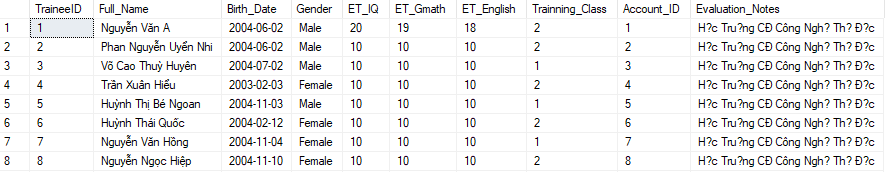 TraineeID Full_Name Birth_Date Gender ET_IQ ET_Gmath ET_English Trainning_Class Account_ID Evaluation_Notes
1 1 Nguyễn Văn A 2004-06-02 Male 20 19 18 2 1 H?c Tru?ng CĐ Công Ngh? Th? Đ?c
2 2 Phan Nguyễn Uyển Nhi 2004-06-02 Male 10 10 10 2 2 H?c Tru?ng CĐ Công Ngh? Th? Đ?c
3 3 Võ Cao Thuỳ Huyên 2004-07-02 Male 10 10 10 1 3 H?c Tru?ng CĐ Công Ngh? Th? Đ?c
4 4 Trần Xuân Hiểu 2003-02-03 Female 10 10 10 2 4 H?c Tru?ng CĐ Công Ngh? Th? Đ?c
5 5 Huỳnh Thị Bé Ngoan 2004-11-03 Male 10 10 10 1 5 H?c Tru?ng CĐ Công Ngh? Th? Đ?c
6 6 Huỳnh Thái Quốc 2004-02-12 Female 10 10 10 2 6 H?c Tru?ng CĐ Công Ngh? Th? Đ?c
7 7 Nguyễn Văn Hồng 2004-11-04 Female 10 10 10 1 7 H?c Tru?ng CĐ Công Ngh? Th? Đ?c
8 8 Nguyễn Ngọc Hiệp 2004-11-10 Female 10 10 10 2 8 H?c Tru?ng CĐ Công Ngh? Th? Đ?c